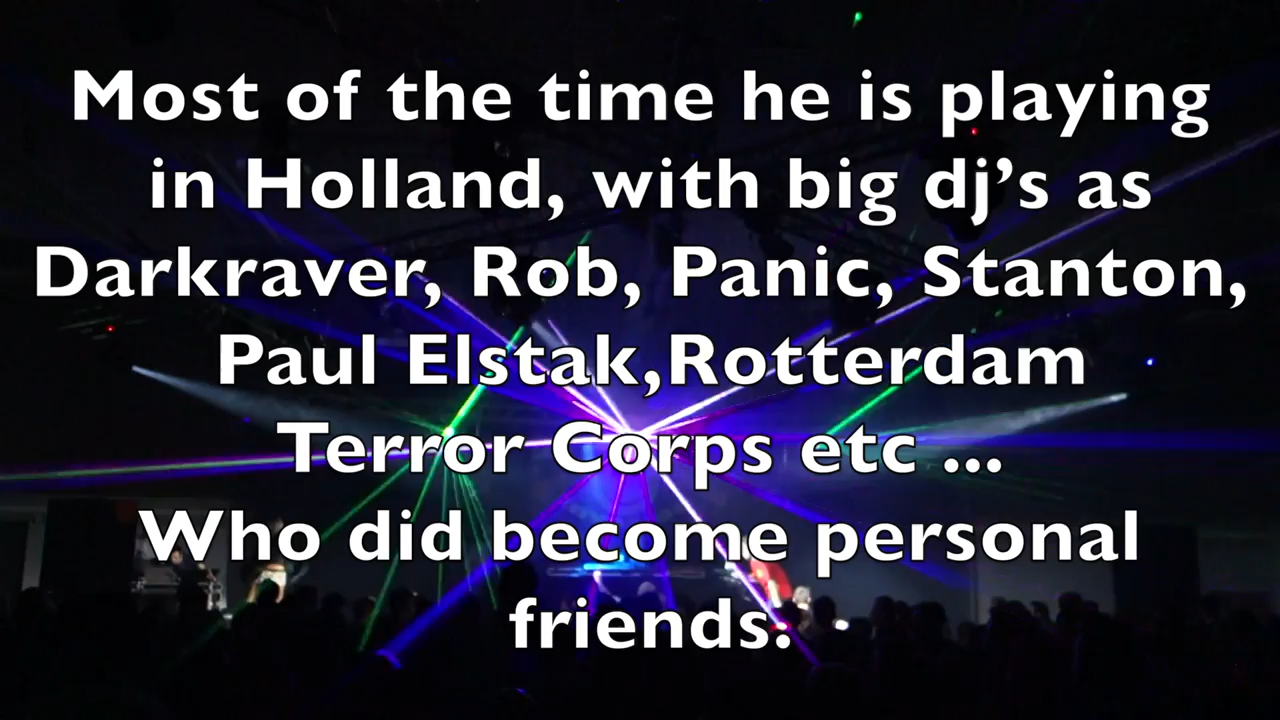 Most of the time he is playing
in Holland, with big dj’s as
Darkraver, Rob, Panic, Stanton,
Paul Elstak,Rotterdam
Terror Corps etc ...
Who did become personal
friends.